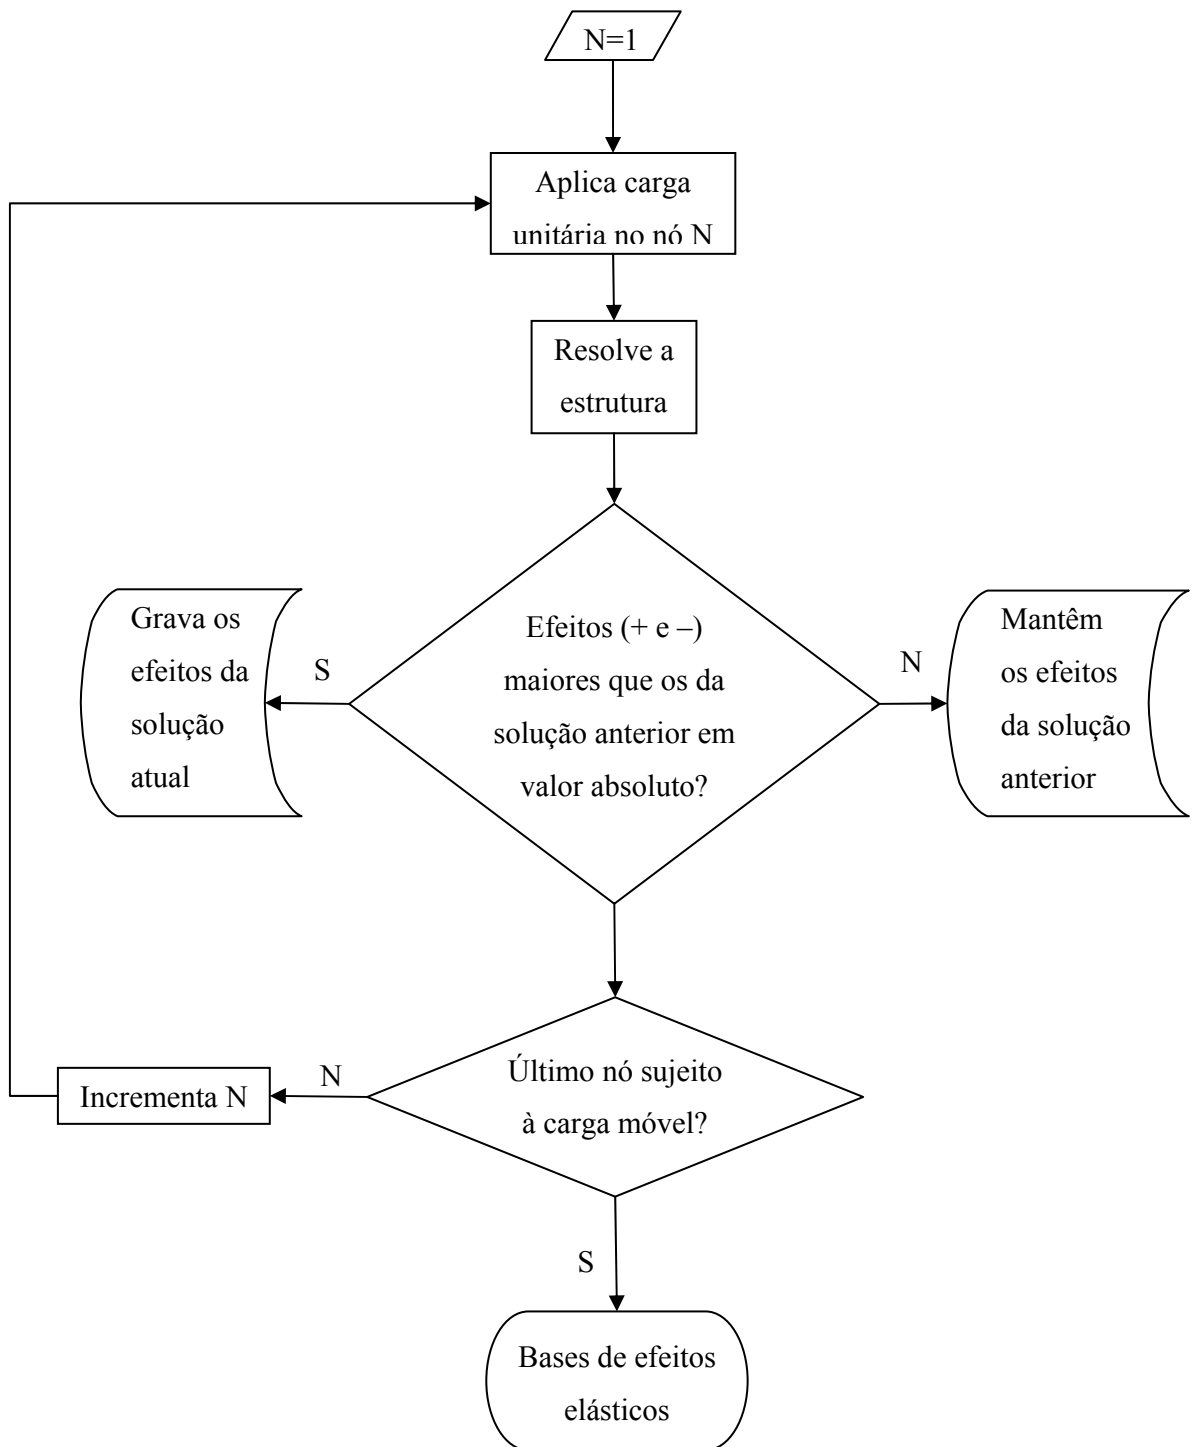 N=1
Aplica carga
unitária no nó N
Resolve a
estrutura
Efeitos (+ e –)
maiores que os da
solução anterior em
valor absoluto?
S
Grava os
efeitos da
solução
atual
N
Mantêm
os efeitos
da solução
anterior
Último nó sujeito
à carga móvel?
N
Incrementa N
S
Bases de efeitos
elásticos